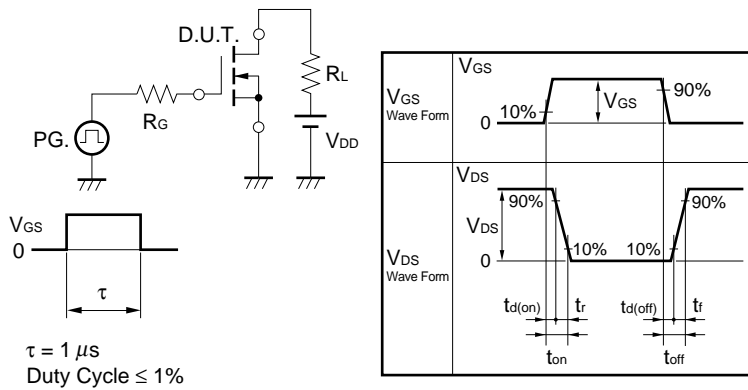 D.U.T.
RL
RG
PG.
VDD
VGS
0
τ
τ = 1 μs
Duty Cycle ≤ 1%
VGS
Wave Form
VGS
10%
VGS
90%
0
VDS
Wave Form
VDS
90%
VDS
90%
10%
10%
0
td(on)
tr
td(off)
tf
ton
toff